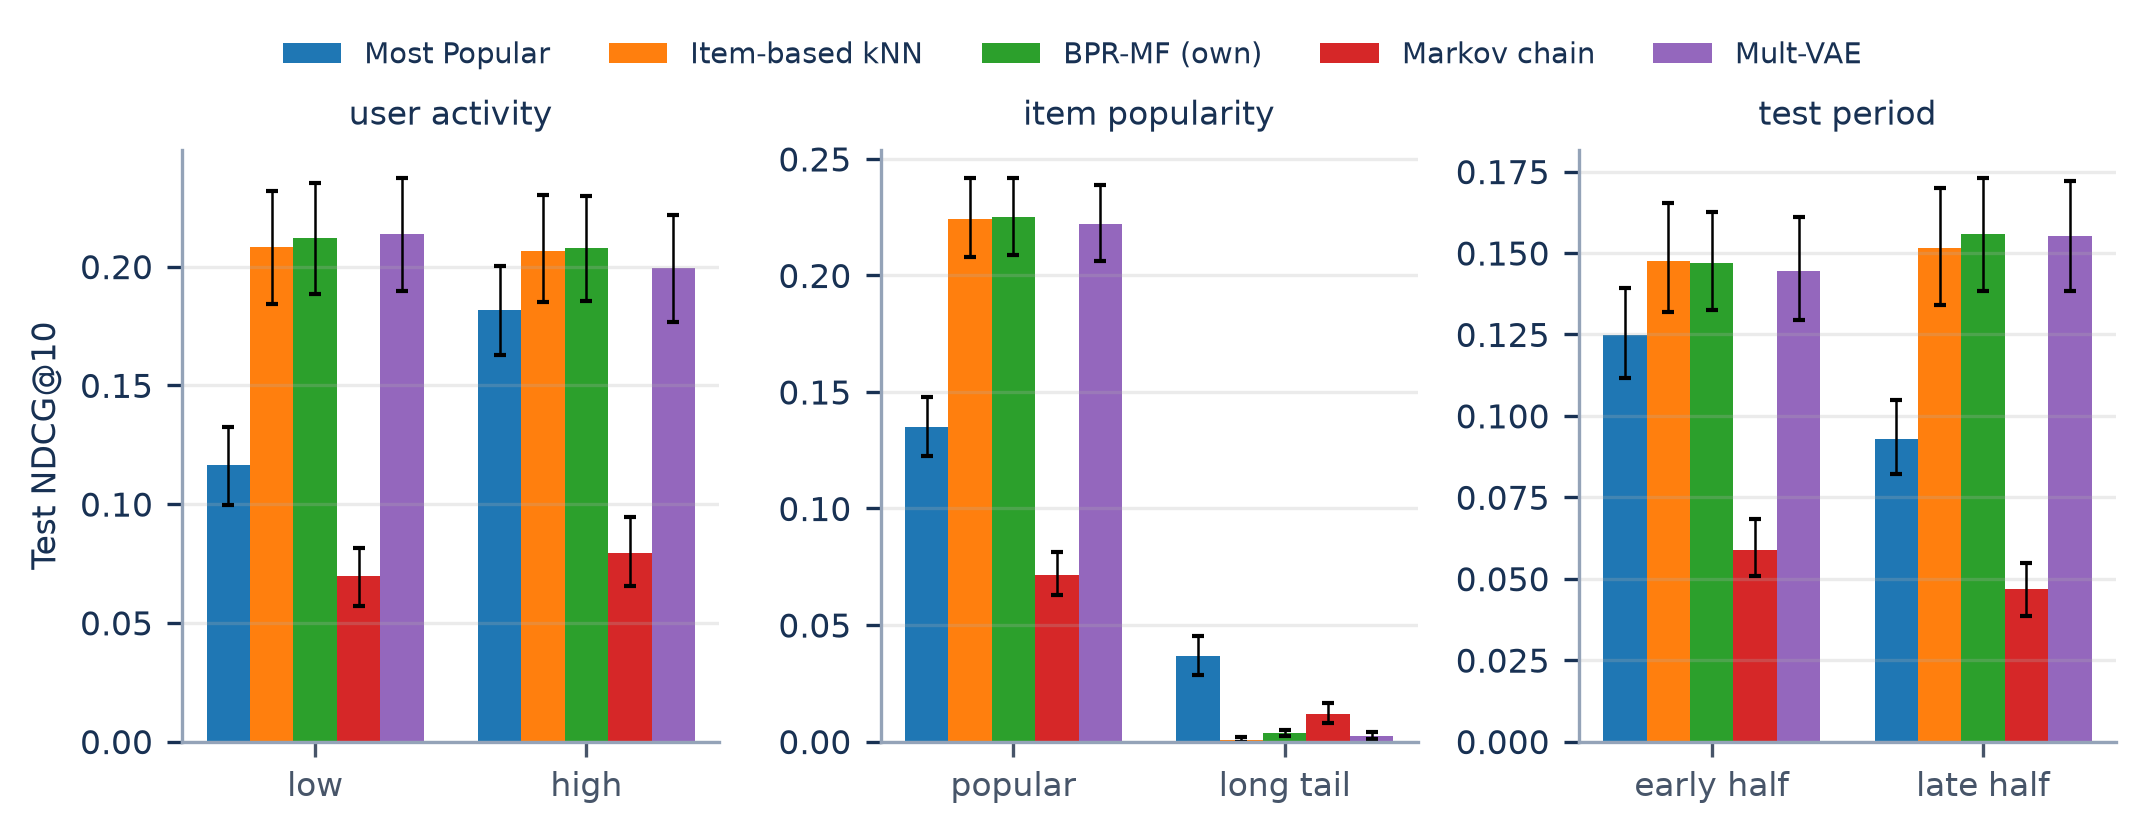 Most Popular Item-based kNN BPR-MF (own) Markov chain Mult-VAE
user activity
item popularity
test period
Test NDCG@10
0.20
0.15
0.10
0.05
0.00
low high
0.25
0.20
0.15
0.10
0.05
0.00
popular long tail
0.175
0.150
0.125
0.100
0.075
0.050
0.025
0.000
early half late half